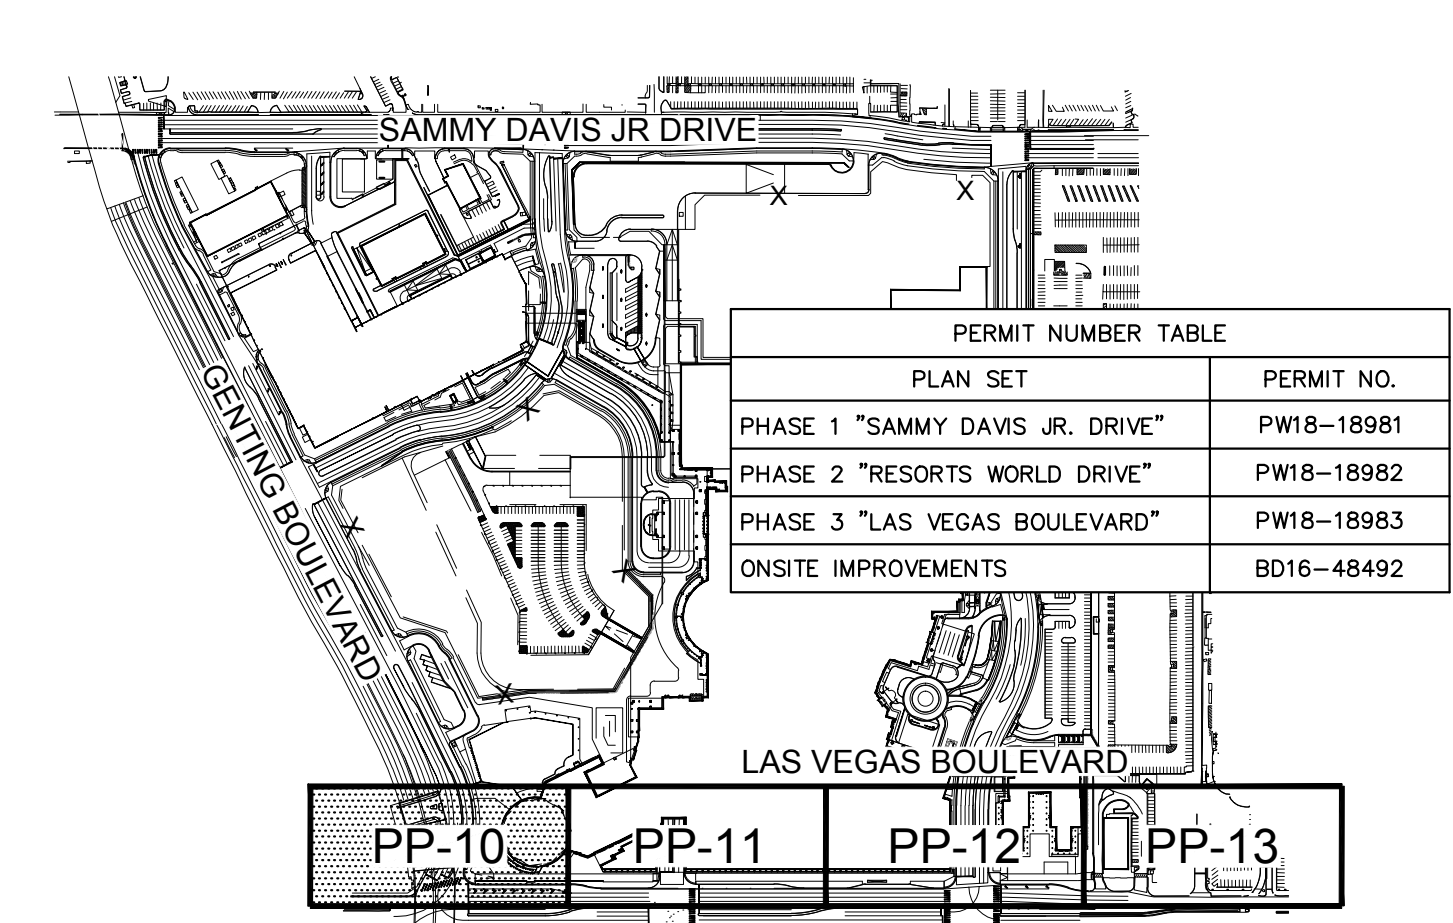 SAMMY DAVIS JR DRIVE
X
X
PERMIT NUMBER TABLE
PLAN SET PERMIT NO.
PHASE 1 "SAMMY DAVIS JR. DRIVE" PW18-18981
PHASE 2 "RESORTS WORLD DRIVE" PW18-18982
PHASE 3 "LAS VEGAS BOULEVARD" PW18-18983
ONSITE IMPROVEMENTS BD16-48492
GENTING BOULEVARD
X
X
X
X
LAS VEGAS BOULEVARD
PP-10 PP-11 PP-12 PP-13